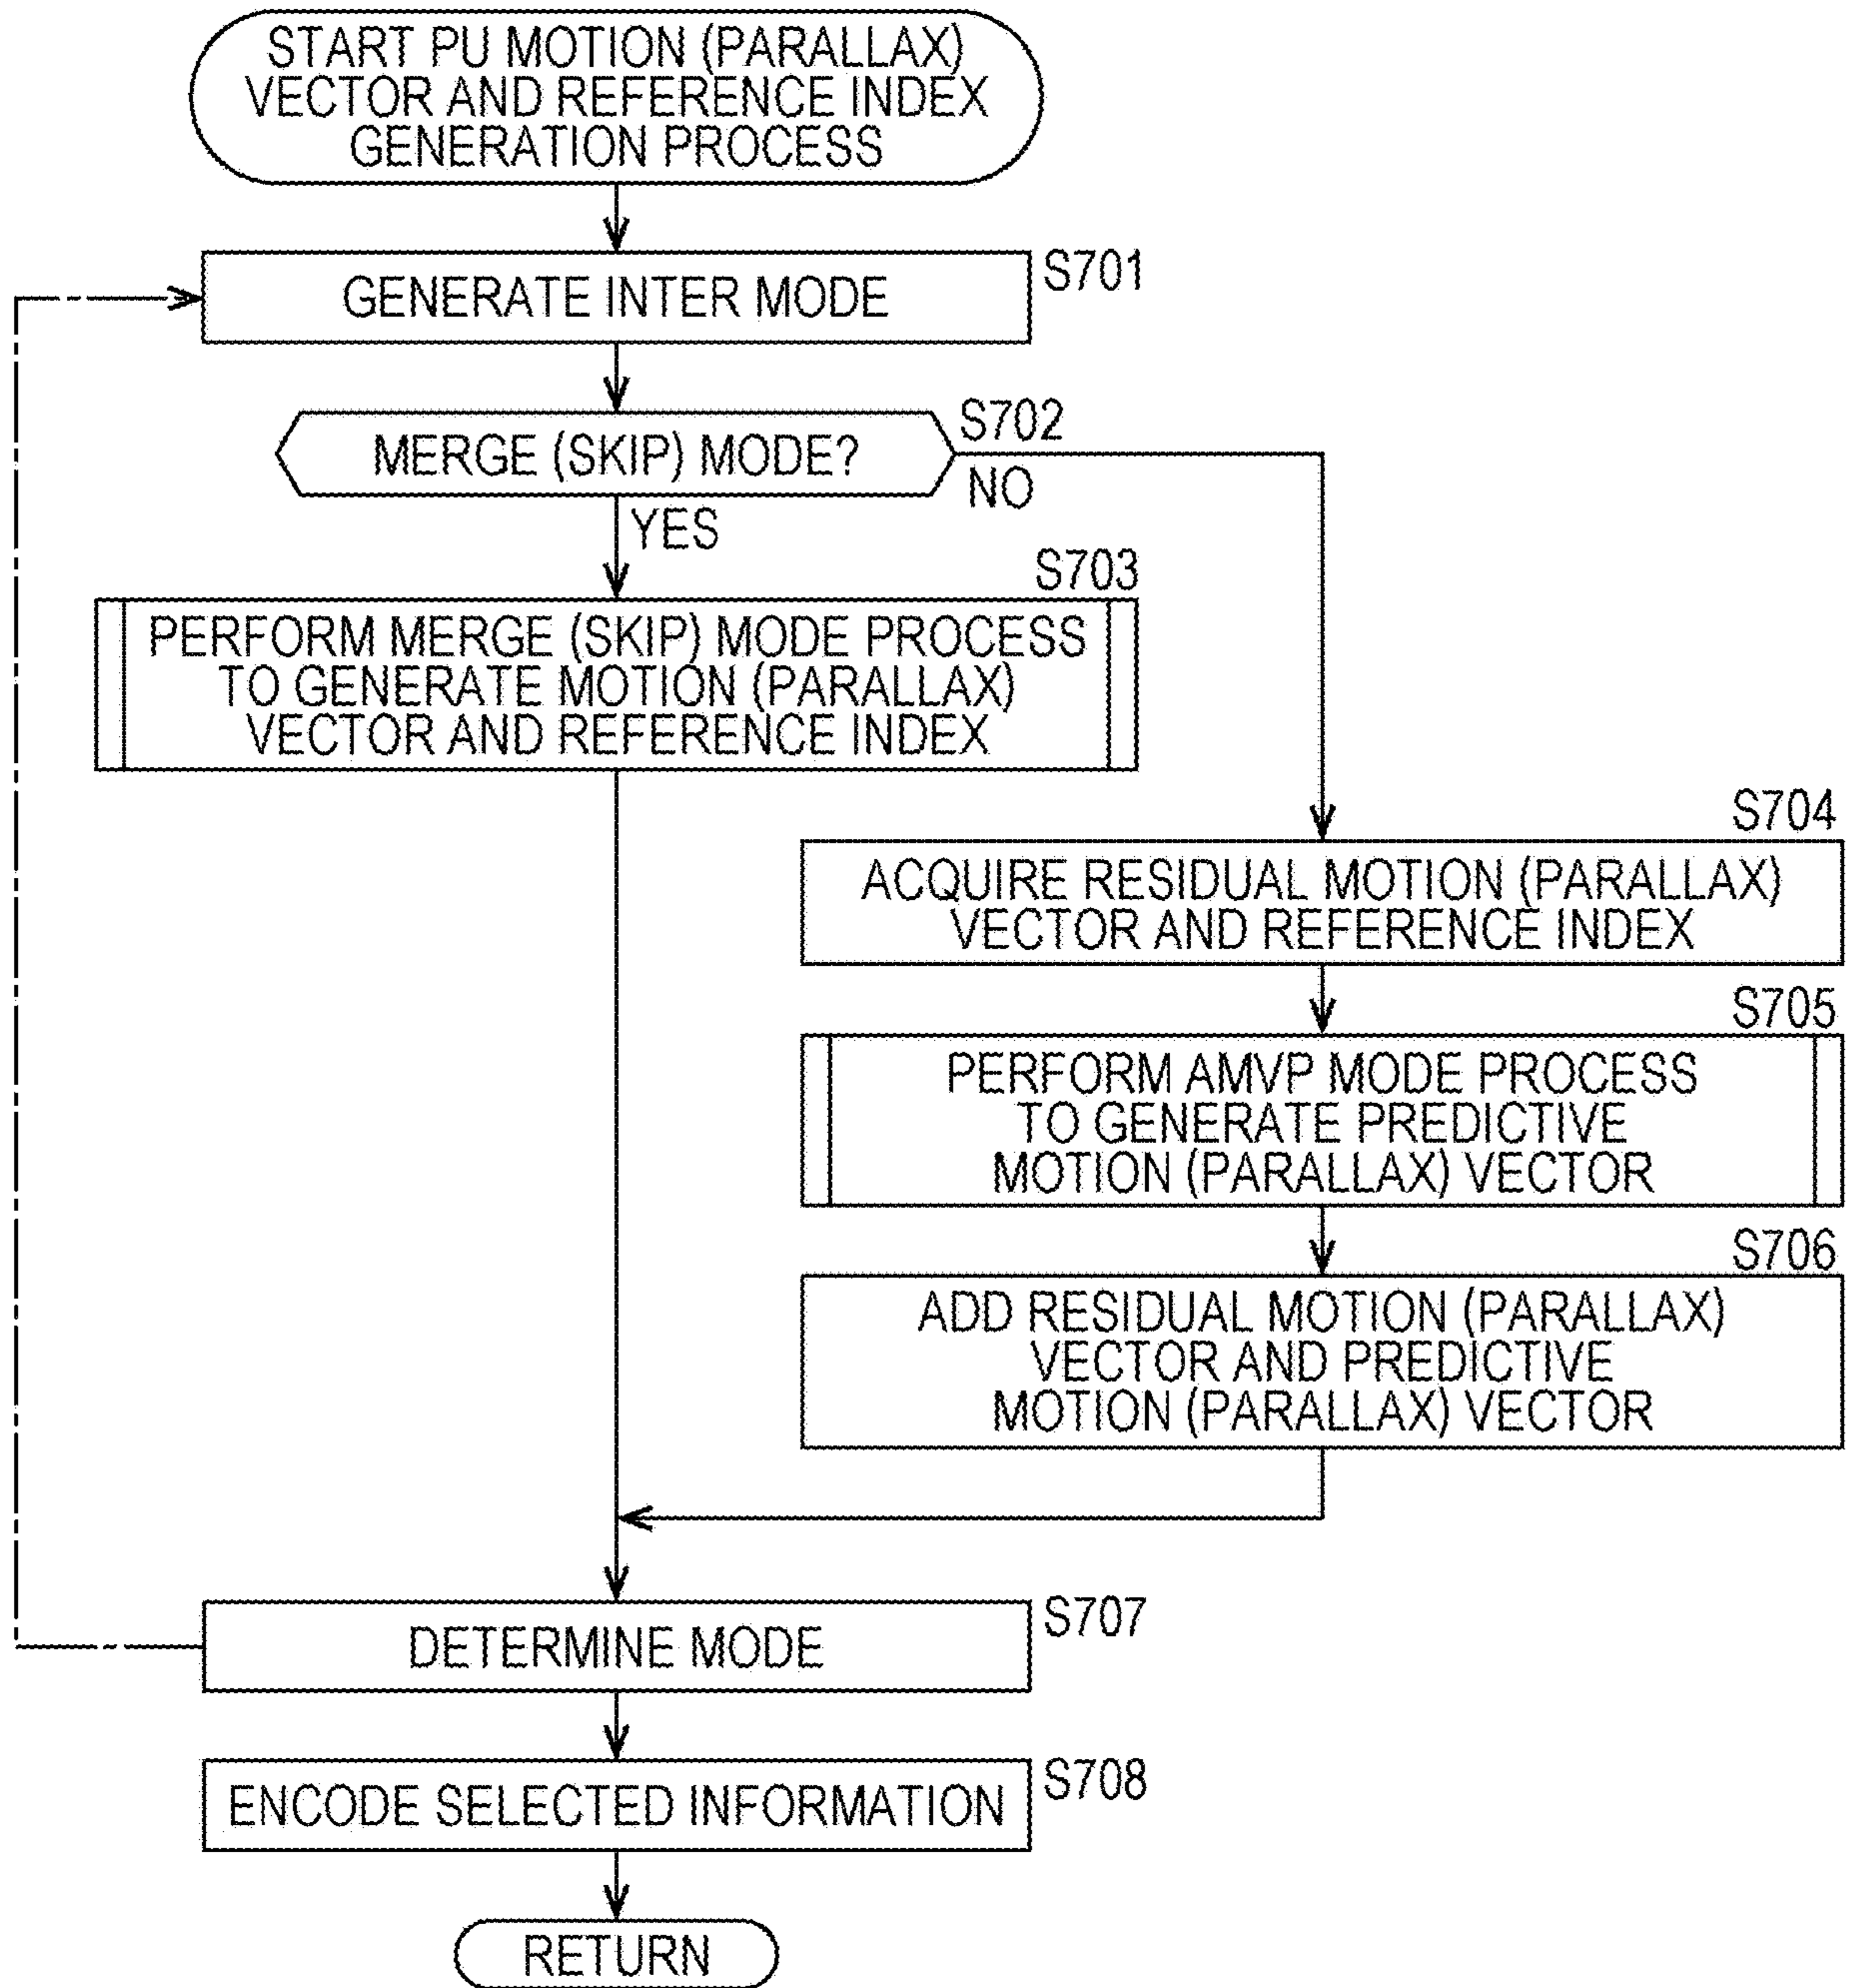 START PU MOTION (PARALLAX)
VECTOR AND REFERENCE INDEX
GENERATION PROCESS
S701
GENERATE INTER MODE
S702
MERGE (SKIP) MODE?
NO
YES
S703
PERFORM MERGE (SKIP) MODE PROCESS
TO GENERATE MOTION (PARALLAX)
VECTOR AND REFERENCE INDEX
S704
ACQUIRE RESIDUAL MOTION (PARALLAX)
VECTOR AND REFERENCE INDEX
S705
PERFORM AMVP MODE PROCESS
TO GENERATE PREDICTIVE
MOTION (PARALLAX) VECTOR
S706
ADD RESIDUAL MOTION (PARALLAX)
VECTOR AND PREDICTIVE
MOTION (PARALLAX) VECTOR
S707
DETERMINE MODE
S708
ENCODE SELECTED INFORMATION
RETURN